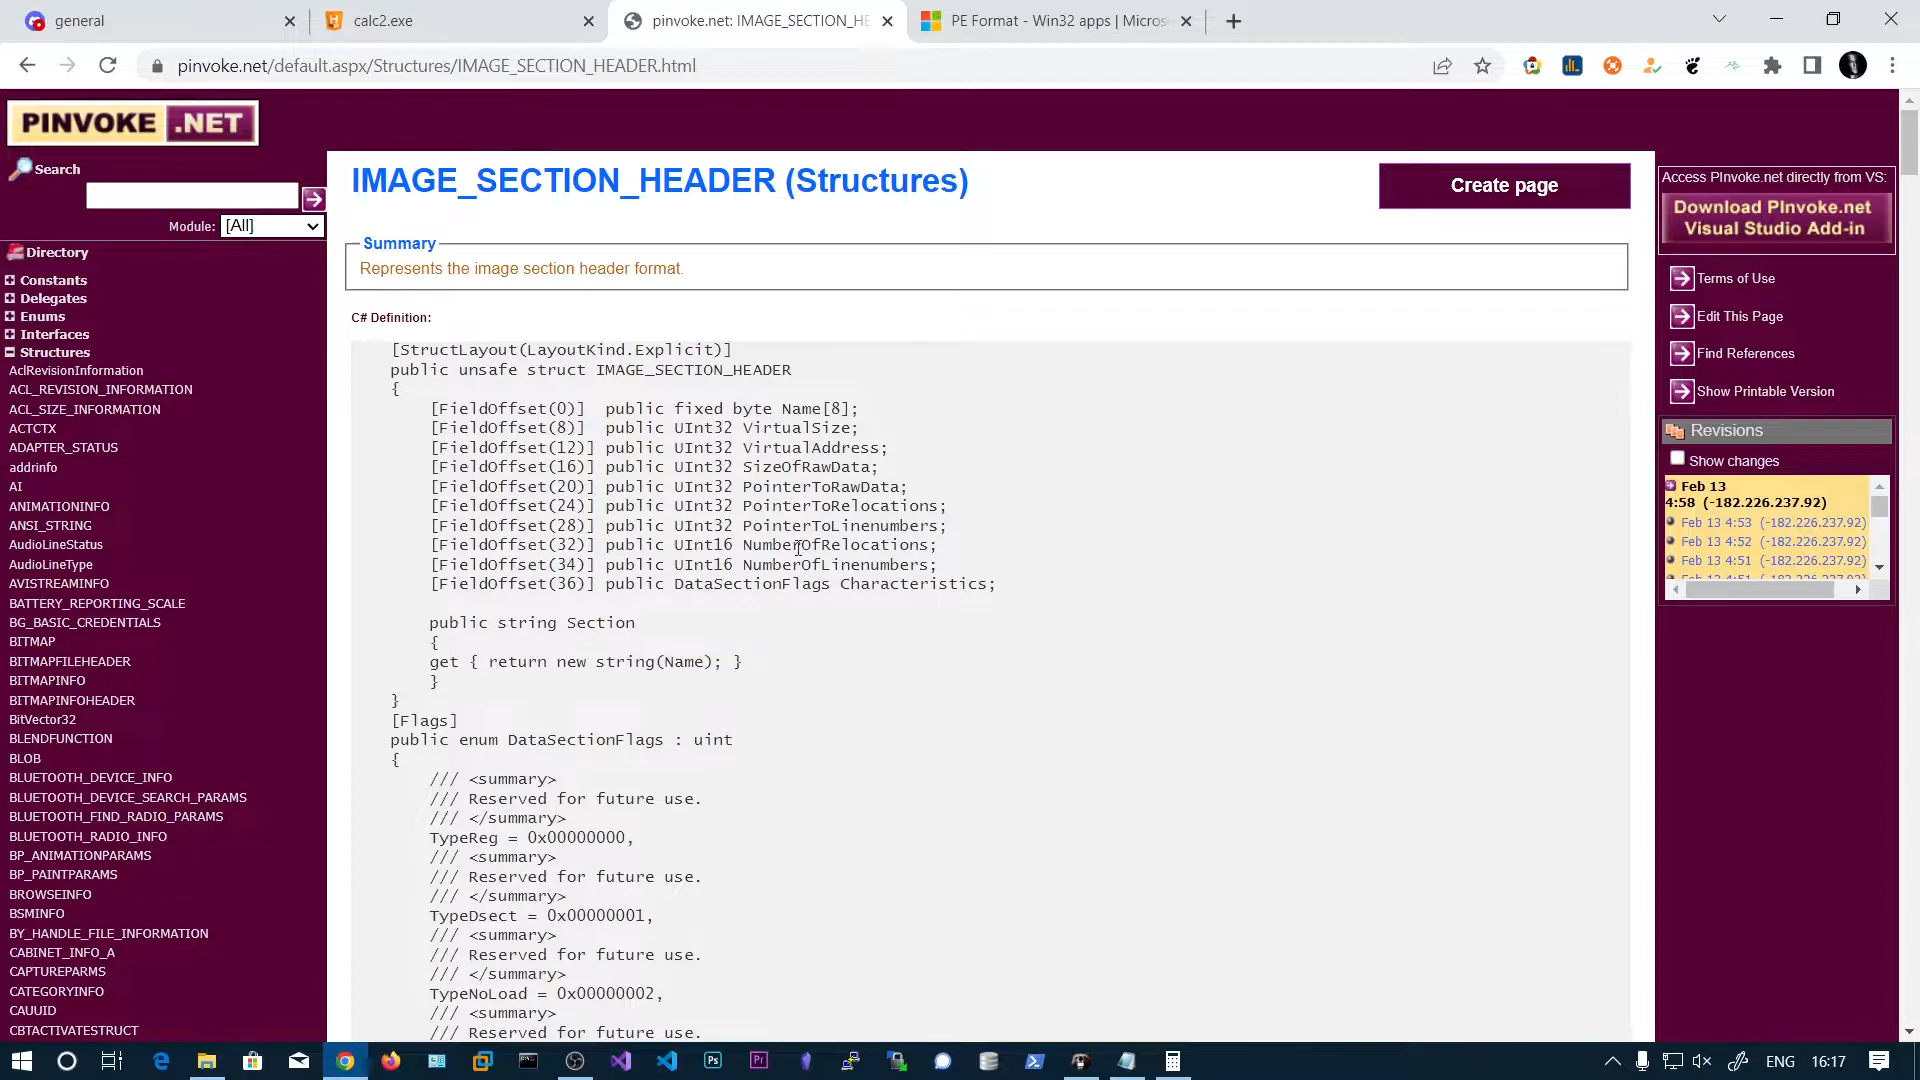 general
calc2.exe
pinvoke.net: IMAGE_SECTION_HE
PE Format - Win32 apps | Micros
pinvoke.net/default.aspx/Structures/IMAGE_SECTION_HEADER.html
PINVOKE .NET
Search
Module: [All]
Directory
Constants
Delegates
Enums
Interfaces
Structures
AclRevisionInformation
ACL_REVISION_INFORMATION
ACL_SIZE_INFORMATION
ACTCTX
ADAPTER_STATUS
addrinfo
AI
ANIMATIONINFO
ANSI_STRING
AudioLineStatus
AudioLineType
AVISTREAMINFO
BATTERY_REPORTING_SCALE
BG_BASIC_CREDENTIALS
BITMAP
BITMAPFILEHEADER
BITMAPINFO
BITMAPINFOHEADER
BitVector32
BLENDFUNCTION
BLOB
BLUETOOTH_DEVICE_INFO
BLUETOOTH_DEVICE_SEARCH_PARAMS
BLUETOOTH_FIND_RADIO_PARAMS
BLUETOOTH_RADIO_INFO
BP_ANIMATIONPARAMS
BP_PAINTPARAMS
BROWSEINFO
BSMINFO
BY_HANDLE_FILE_INFORMATION
CABINET_INFO_A
CAPTUREPARMS
CATEGORYINFO
CAUUID
CBTACTIVATESTRUCT
IMAGE_SECTION_HEADER (Structures)
Create page
Summary
Represents the image section header format.
C# Definition:
[StructLayout(LayoutKind.Explicit)]
public unsafe struct IMAGE_SECTION_HEADER
{
[FieldOffset(0)] public fixed byte Name[8];
[FieldOffset(8)] public UInt32 VirtualSize;
[FieldOffset(12)] public UInt32 VirtualAddress;
[FieldOffset(16)] public UInt32 SizeOfRawData;
[FieldOffset(20)] public UInt32 PointerToRawData;
[FieldOffset(24)] public UInt32 PointerToRelocations;
[FieldOffset(28)] public UInt32 PointerToLinenumbers;
[FieldOffset(32)] public UInt16 NumberOfRelocations;
[FieldOffset(34)] public UInt16 NumberOfLinenumbers;
[FieldOffset(36)] public DataSectionFlags Characteristics;
public string Section
{
get { return new string(Name); }
}
}
[Flags]
public enum DataSectionFlags : uint
{
/// <summary>
/// Reserved for future use.
/// </summary>
TypeReg = 0x00000000,
/// <summary>
/// Reserved for future use.
/// </summary>
TypeDsect = 0x00000001,
/// <summary>
/// Reserved for future use.
/// </summary>
TypeNoLoad = 0x00000002,
/// <summary>
/// Reserved for future use.
Access PInvoke.net directly from VS:
Download PInvoke.net
Visual Studio Add-in
Terms of Use
Edit This Page
Find References
Show Printable Version
Revisions
Show changes
Feb 13
4:58 (-182.226.237.92)
Feb 13 4:53 (-182.226.237.92)
Feb 13 4:52 (-182.226.237.92)
Feb 13 4:51 (-182.226.237.92)
Feb 13 4:51 (-182.226.237.92)
Ps
Pr
ENG
16:17